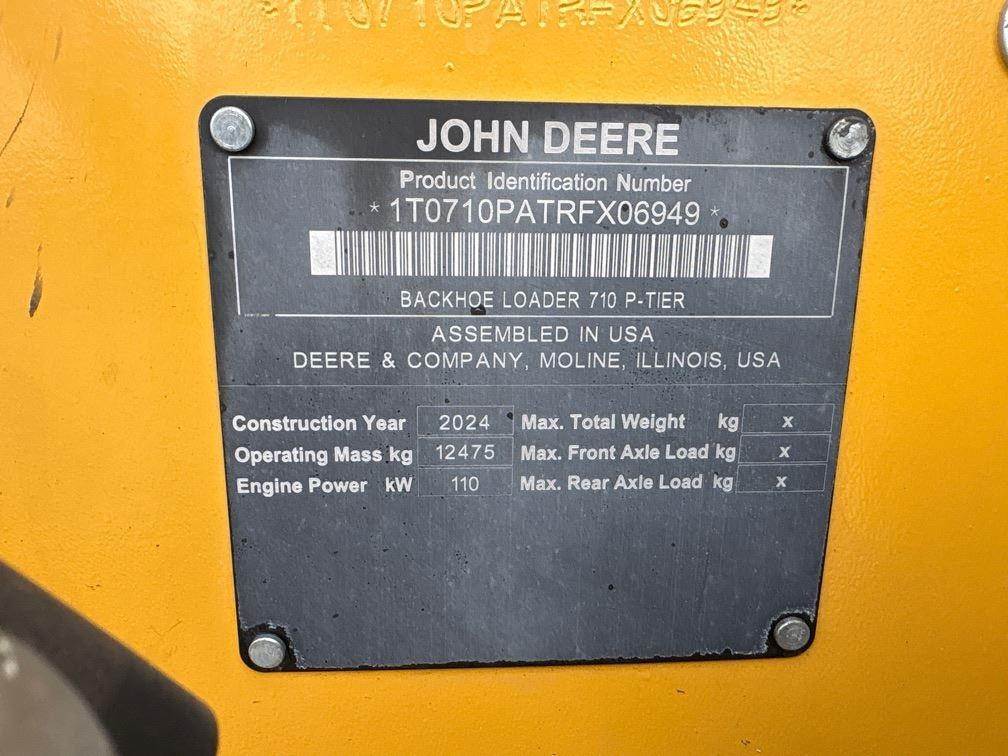 *1T0710PATRFX06949*
JOHN DEERE
Product Identification Number
* 1T0710PATRFX06949 *
BACKHOE LOADER 710 P-TIER
ASSEMBLED IN USA
DEERE & COMPANY, MOLINE, ILLINOIS, USA
Construction Year 2024 Max. Total Weight kg x
Operating Mass kg 12475 Max. Front Axle Load kg x
Engine Power kW 110 Max. Rear Axle Load kg x